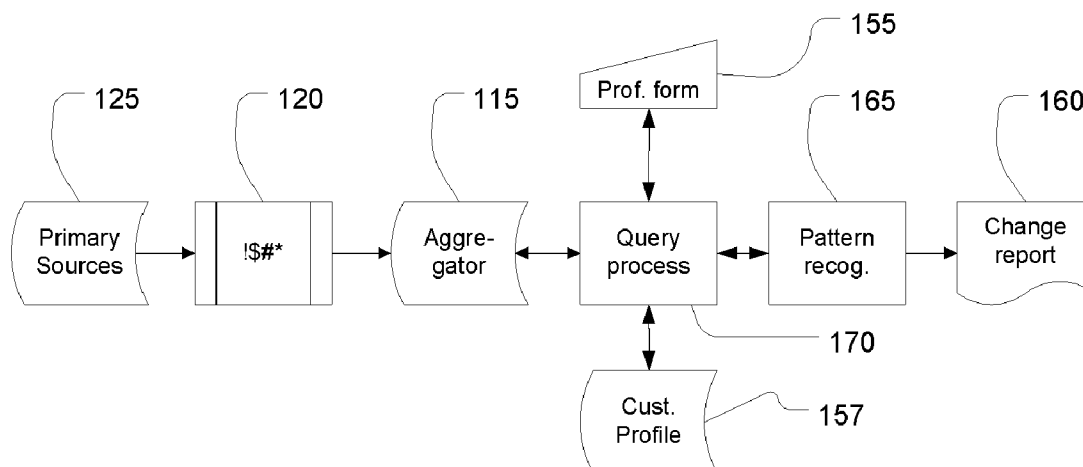 155
125
120
115
Prof. form
165
160
Primary
Sources
!$#*
Aggre-
gator
Query
process
Pattern
recog.
Change
report
170
Cust.
Profile
157